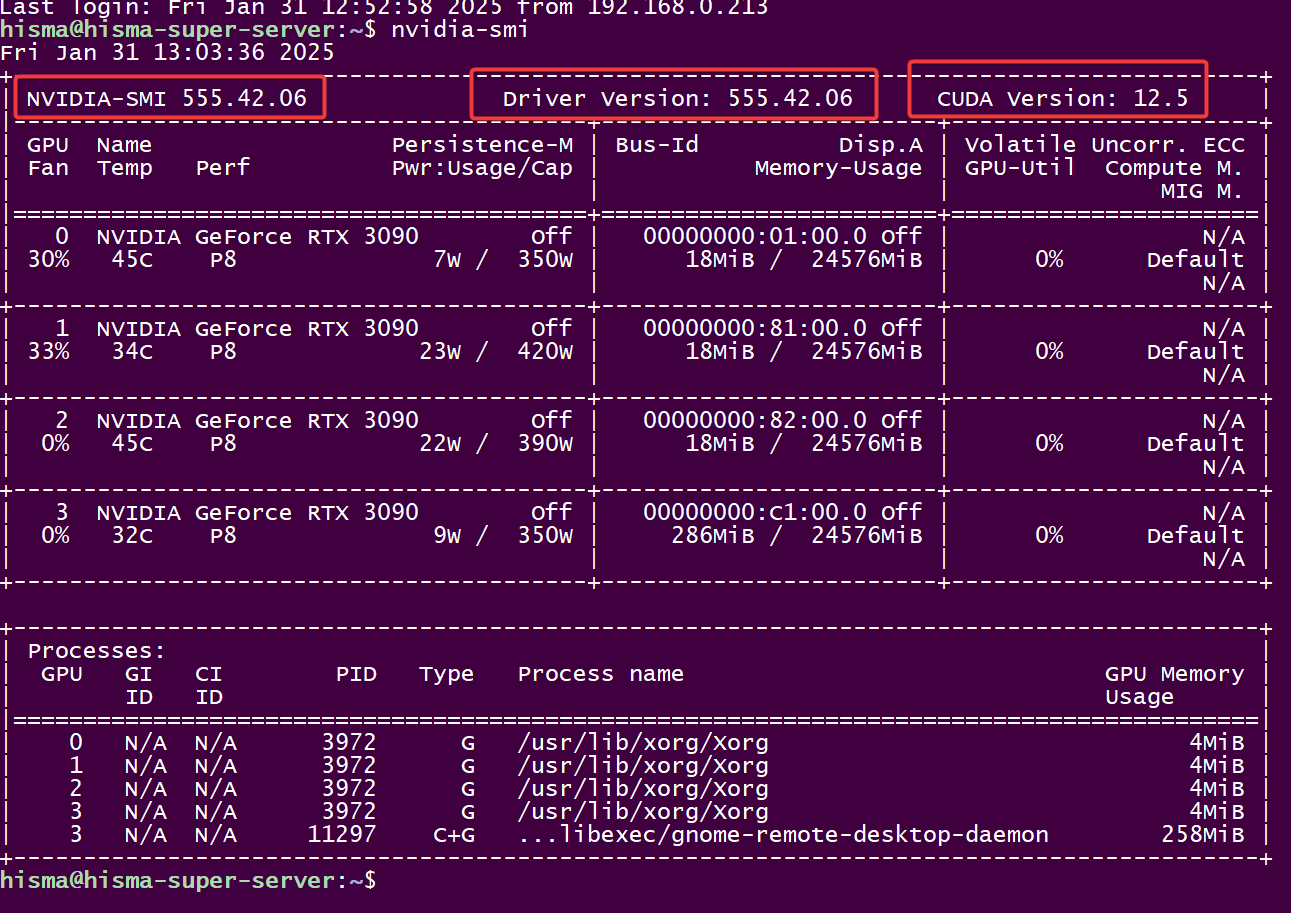 Last login: Fri Jan 31 12:52:58 2025 from 192.168.0.213
hisma@hisma-super-server:~$ nvidia-smi
Fri Jan 31 13:03:36 2025
+-----------------------------------------------------------------------------------------+
| NVIDIA-SMI 555.42.06              Driver Version: 555.42.06      CUDA Version: 12.5     |
|-----------------------------------------+------------------------+----------------------+
| GPU  Name                 Persistence-M | Bus-Id          Disp.A | Volatile Uncorr. ECC |
| Fan  Temp   Perf          Pwr:Usage/Cap |           Memory-Usage | GPU-Util  Compute M. |
|                                         |                        |               MIG M. |
|=========================================+========================+======================|
|   0  NVIDIA GeForce RTX 3090        Off |   00000000:01:00.0 Off |                  N/A |
| 30%   45C    P8              7W /  350W |      18MiB /  24576MiB |      0%      Default |
|                                         |                        |                  N/A |
+-----------------------------------------+------------------------+----------------------+
|   1  NVIDIA GeForce RTX 3090        Off |   00000000:81:00.0 Off |                  N/A |
| 33%   34C    P8             23W /  420W |      18MiB /  24576MiB |      0%      Default |
|                                         |                        |                  N/A |
+-----------------------------------------+------------------------+----------------------+
|   2  NVIDIA GeForce RTX 3090        Off |   00000000:82:00.0 Off |                  N/A |
|  0%   45C    P8             22W /  390W |      18MiB /  24576MiB |      0%      Default |
|                                         |                        |                  N/A |
+-----------------------------------------+------------------------+----------------------+
|   3  NVIDIA GeForce RTX 3090        Off |   00000000:C1:00.0 Off |                  N/A |
|  0%   32C    P8              9W /  350W |     286MiB /  24576MiB |      0%      Default |
|                                         |                        |                  N/A |
+-----------------------------------------+------------------------+----------------------+

+-----------------------------------------------------------------------------------------+
| Processes:                                                                              |
|  GPU   GI   CI        PID   Type   Process name                              GPU Memory |
|        ID   ID                                                               Usage      |
|=========================================================================================|
|    0   N/A  N/A      3972      G   /usr/lib/xorg/Xorg                              4MiB |
|    1   N/A  N/A      3972      G   /usr/lib/xorg/Xorg                              4MiB |
|    2   N/A  N/A      3972      G   /usr/lib/xorg/Xorg                              4MiB |
|    3   N/A  N/A      3972      G   /usr/lib/xorg/Xorg                              4MiB |
|    3   N/A  N/A     11297    C+G   ...libexec/gnome-remote-desktop-daemon        258MiB |
+-----------------------------------------------------------------------------------------+
hisma@hisma-super-server:~$